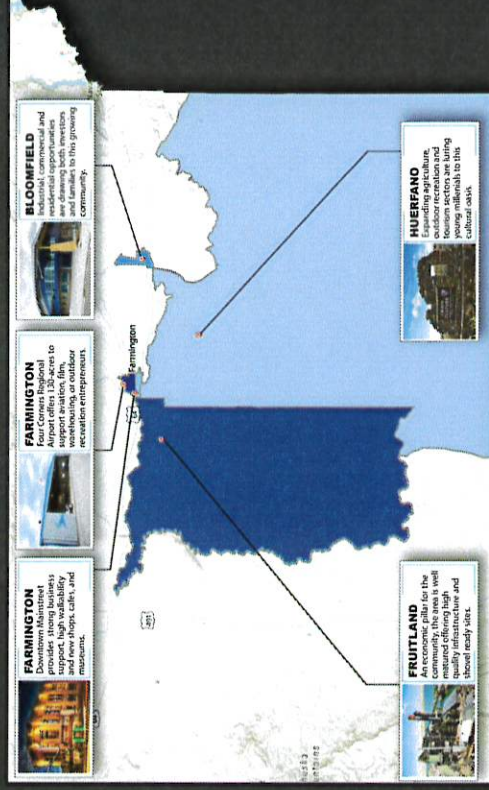 FARMINGTON
Downtown Mainstreet
provides strong business
support, high walkability
and new shops, cafes, and
museums.
FARMINGTON
Four Corners Regional
Airport offers 130-acres to
support aviation, film,
warehousing, or outdoor
recreation entrepreneurs.
BLOOMFIELD
Industrial, commercial and
residential opportunities
are drawing both investors
and families to this growing
community.
Farmington
64
491
FRUITLAND
An economic pillar for the
community, the area is well
matured offering high
quality infrastructure and
shovel ready sites.
HUERFANO
Expanding agriculture,
outdoor recreation and
tourism sectors are luring
young millenials to this
cultural oasis.